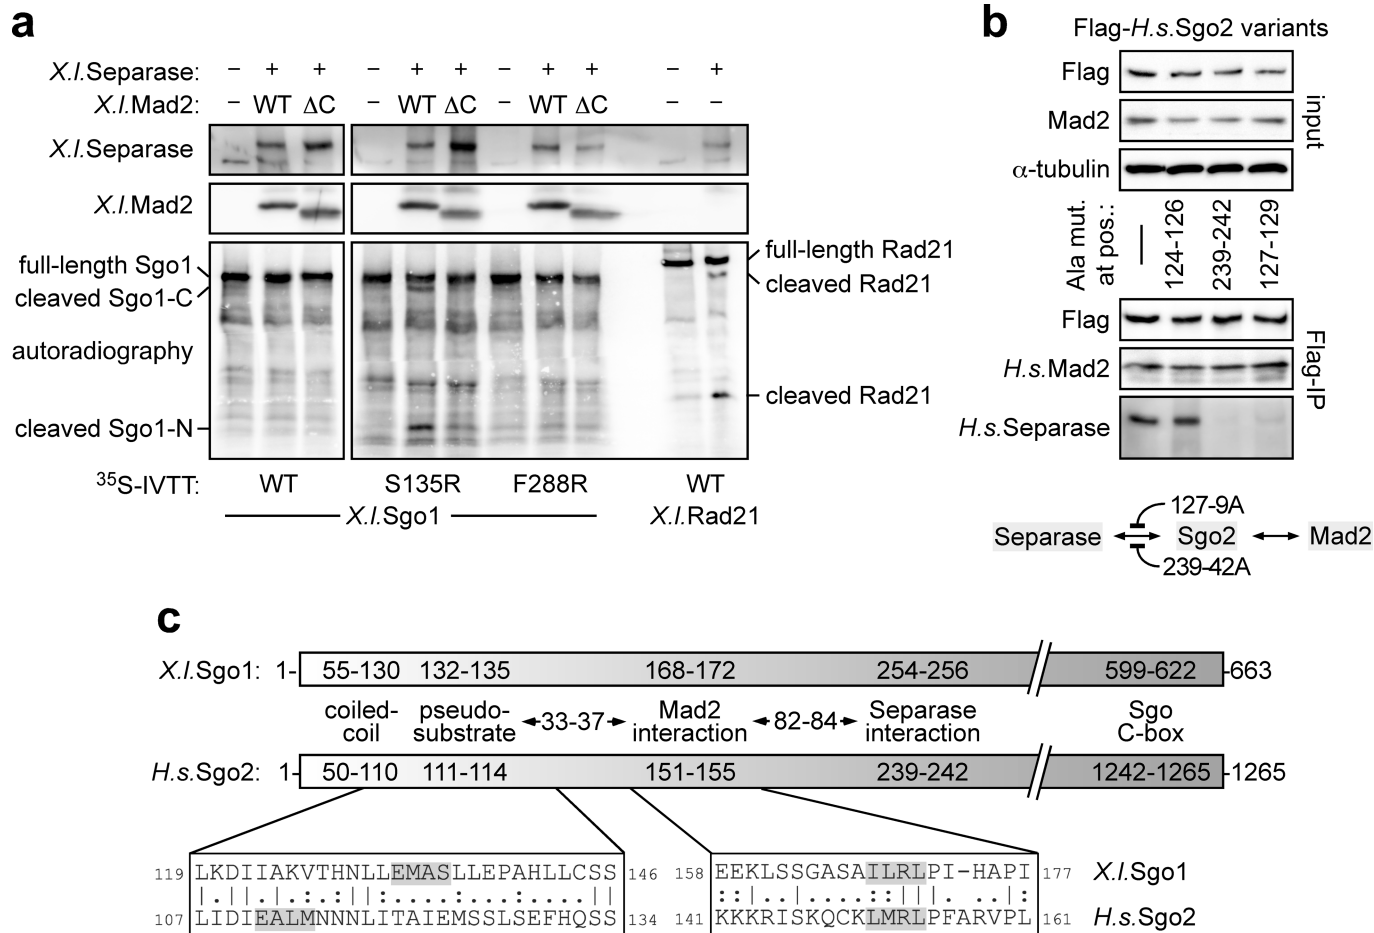 a
X.l.Separase: – + + – + + – + + – +
X.l.Mad2: – WT ΔC – WT ΔC – WT ΔC – –
X.l.Separase
X.l.Mad2
full-length Sgo1
cleaved Sgo1-C
autoradiography
cleaved Sgo1-N
full-length Rad21
cleaved Rad21
cleaved Rad21
35S-IVTT: WT S135R F288R WT
X.l.Sgo1 X.l.Rad21
b
Flag-H.s.Sgo2 variants
Flag
Mad2
α-tubulin
input
Ala mut.
at pos.:
—
124-126
239-242
127-129
Flag
H.s.Mad2
H.s.Separase
Flag-IP
127-9A
Separase Sgo2 Mad2
239-42A
c
X.l.Sgo1: 1- 55-130 132-135 168-172 254-256 599-622 -663
coiled- pseudo- Mad2 Separase Sgo
33-37 82-84
coil substrate interaction interaction C-box
H.s.Sgo2: 1- 50-110 111-114 151-155 239-242 1242-1265 -1265
119 LKDIIAKVTHNLLEMASLLEPAHLLCSS 146 158 EEKLSSGASAILRLPI-HAPI 177 X.l.Sgo1
107 LIDIEALMNNNLITAIEMSSLSEFHQSS 134 141 KKKRISKQCKLMRLPFARVPL 161 H.s.Sgo2